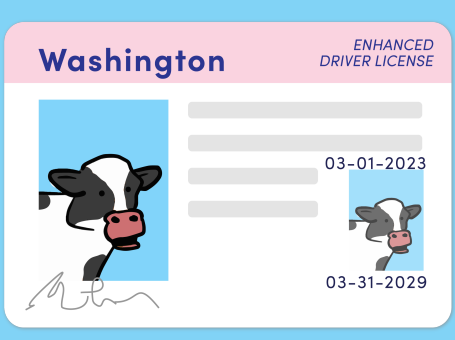 Washington
ENHANCED
DRIVER LICENSE
03-01-2023
03-31-2029